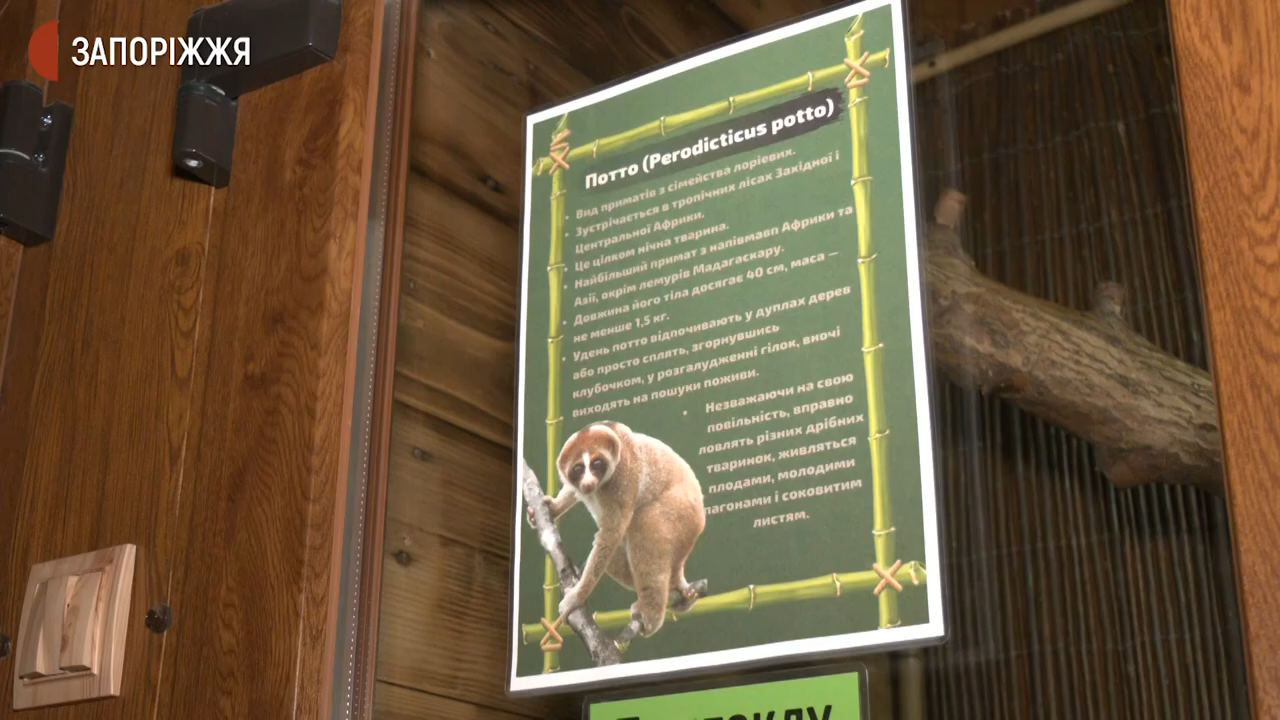 ЗАПОРІЖЖЯ
Потто (Perodicticus potto)
• Вид приматів з сімейства лорієвих.
• Зустрічається в тропічних лісах Західної і
Центральної Африки.
• Це цілком нічна тварина.
• Найбільший примат з напівмавп Африки та
Азії, окрім лемурів Мадагаскару.
• Довжина його тіла досягає 40 см, маса –
не менше 1,5 кг.
• Удень потто відпочивають у дуплах дерев
або просто сплять, згорнувшись
клубочком, у розгалудженні гілок, вночі
виходять на пошуки поживи.
• Незважаючи на свою
повільність, вправно
ловлять різних дрібних
тваринок, живляться
плодами, молодими
пагонами і соковитим
листям.